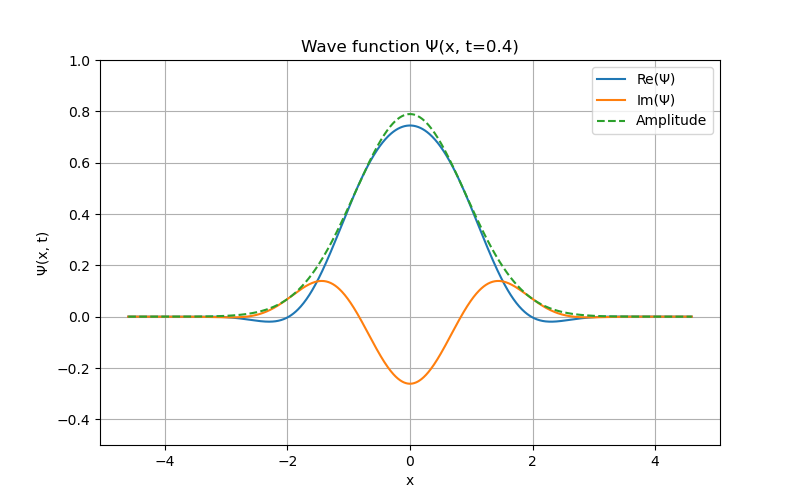 Wave function Ψ(x, t=0.4)
Ψ(x, t)
1.0
0.8
0.6
0.4
0.2
0.0
−0.2
−0.4
Re(Ψ)
Im(Ψ)
Amplitude
−4 −2 0 2 4
x